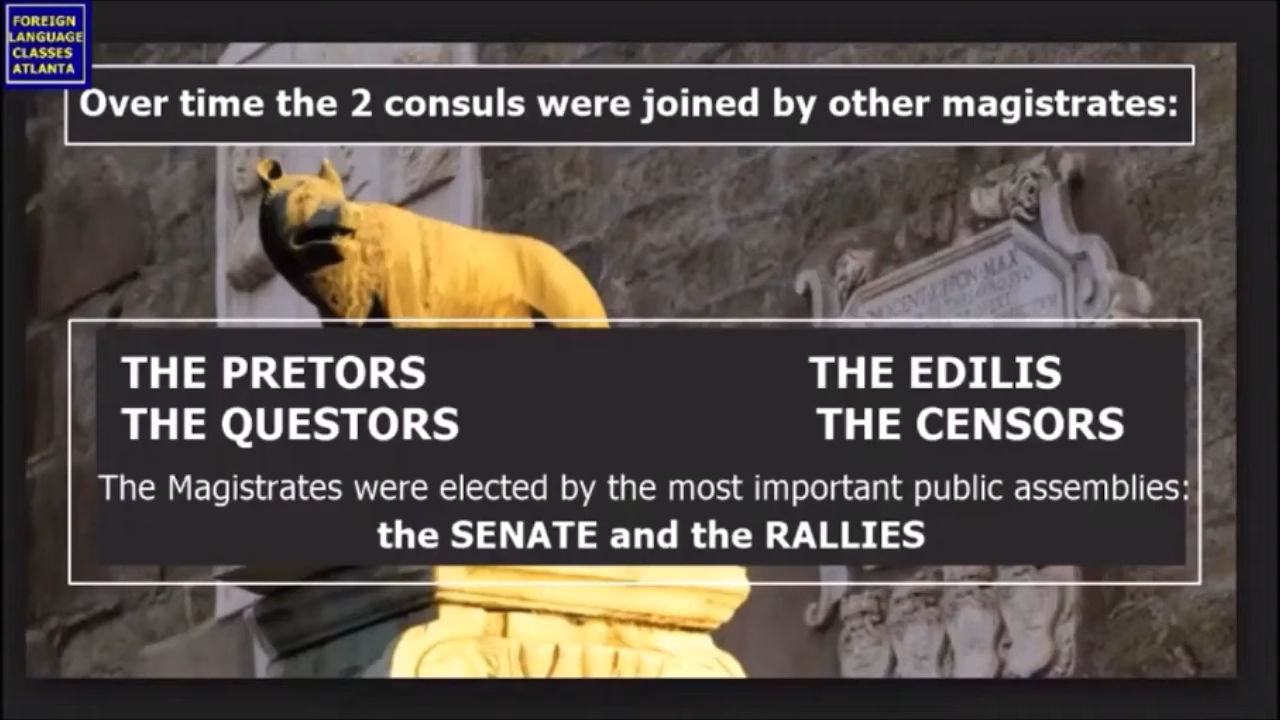 FOREIGN
LANGUAGE
CLASSES
ATLANTA
Over time the 2 consuls were joined by other magistrates:
THE PRETORS
THE EDILIS
THE QUESTORS
THE CENSORS
The Magistrates were elected by the most important public assemblies:
the SENATE and the RALLIES